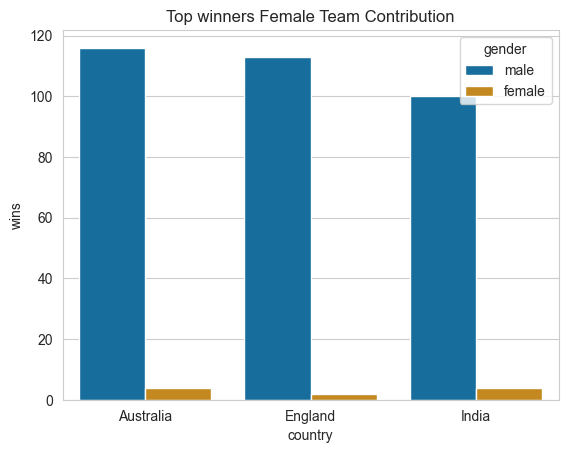 Top winners Female Team Contribution
120
100
80
60
40
20
0
wins
gender
male
female
Australia
England
India
country